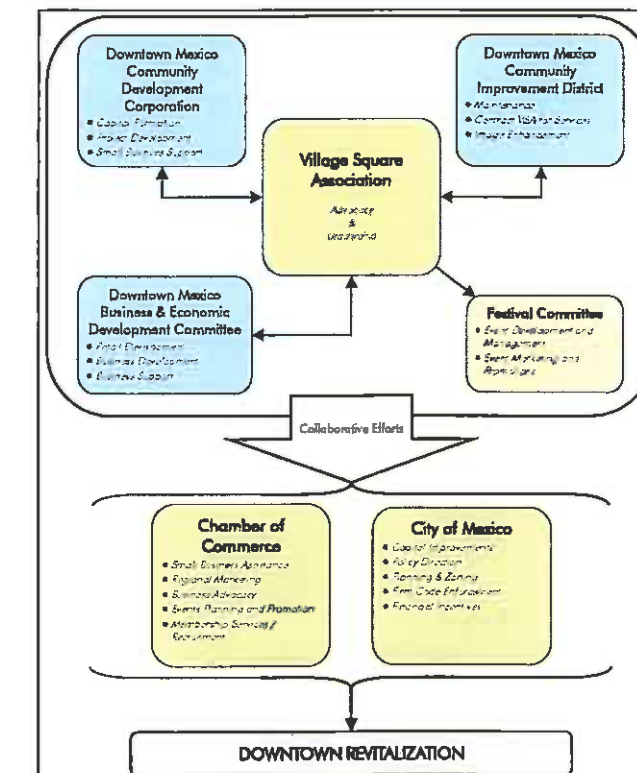 Downtown Mexico
Community
Development
Corporation
• Capital Formation
• Project Development
• Small Business Support
Downtown Mexico
Community
Improvement District
• Maintenance
• Contract Services
• Image Enhancement
Village Square
Association
Advocacy
&
Leadership
Downtown Mexico
Business & Economic
Development Committee
• Retail Development
• Business Development
• Business Support
Festival Committee
• Event Development and
Management
• Event Marketing and
Promotions
Collaborative Efforts
Chamber of
Commerce
• Small Business Assistance
• Regional Marketing
• Business Advocacy
• Events Planning and Promotion
• Membership Services /
Recruitment
City of Mexico
• Capital Improvements
• Policy Direction
• Planning & Zoning
• Firm Code Enforcement
• Financial Incentives
DOWNTOWN REVITALIZATION